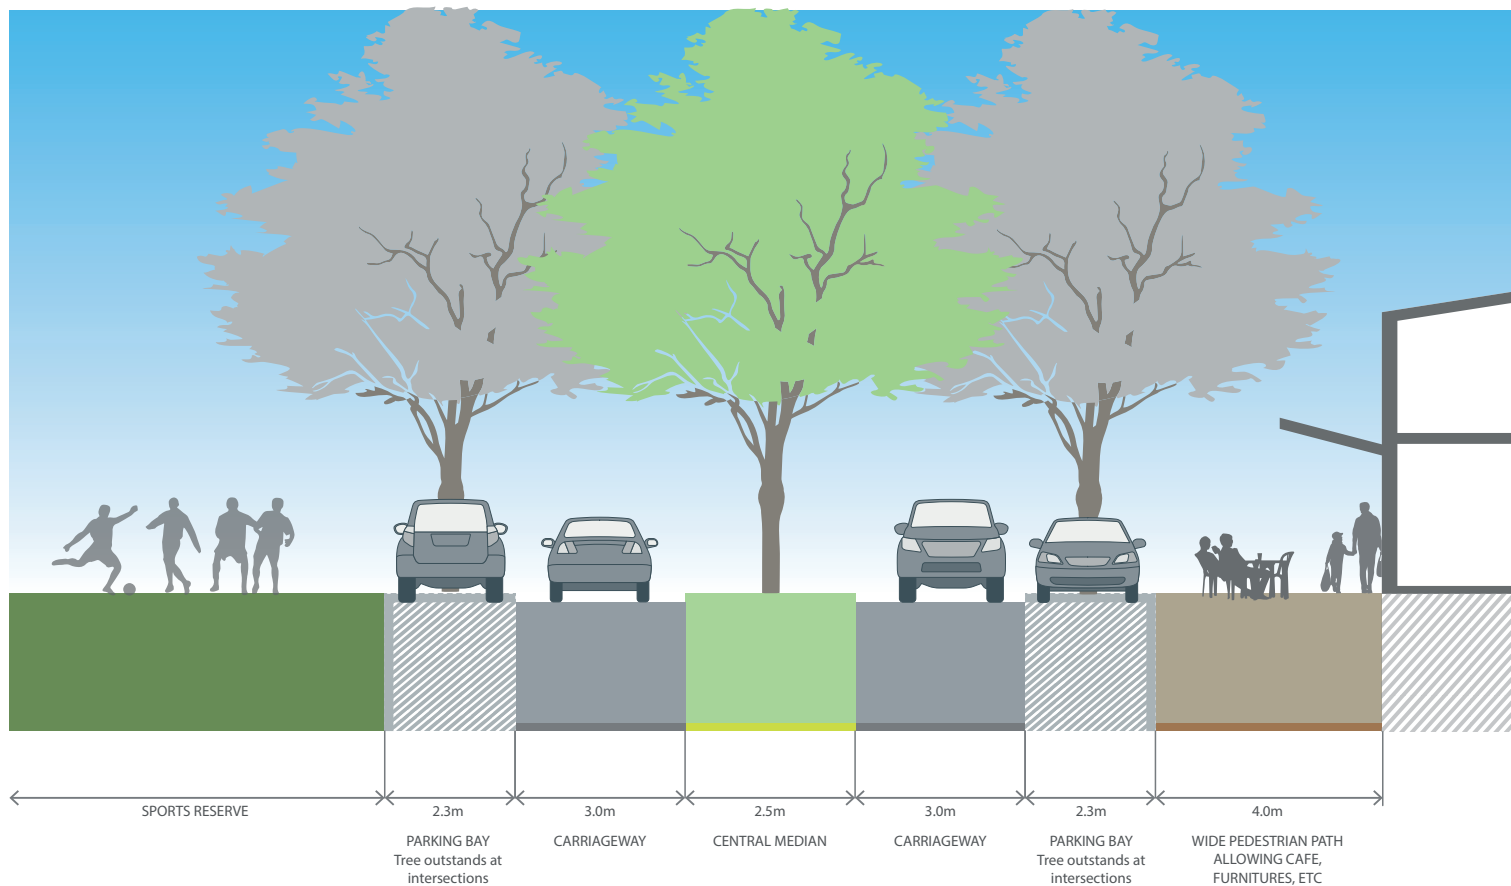 SPORTS RESERVE
2.3m
PARKING BAY
Tree outstands at
intersections
3.0m
CARRIAGEWAY
2.5m
CENTRAL MEDIAN
3.0m
CARRIAGEWAY
2.3m
PARKING BAY
Tree outstands at
intersections
4.0m
WIDE PEDESTRIAN PATH
ALLOWING CAFE,
FURNITURES, ETC